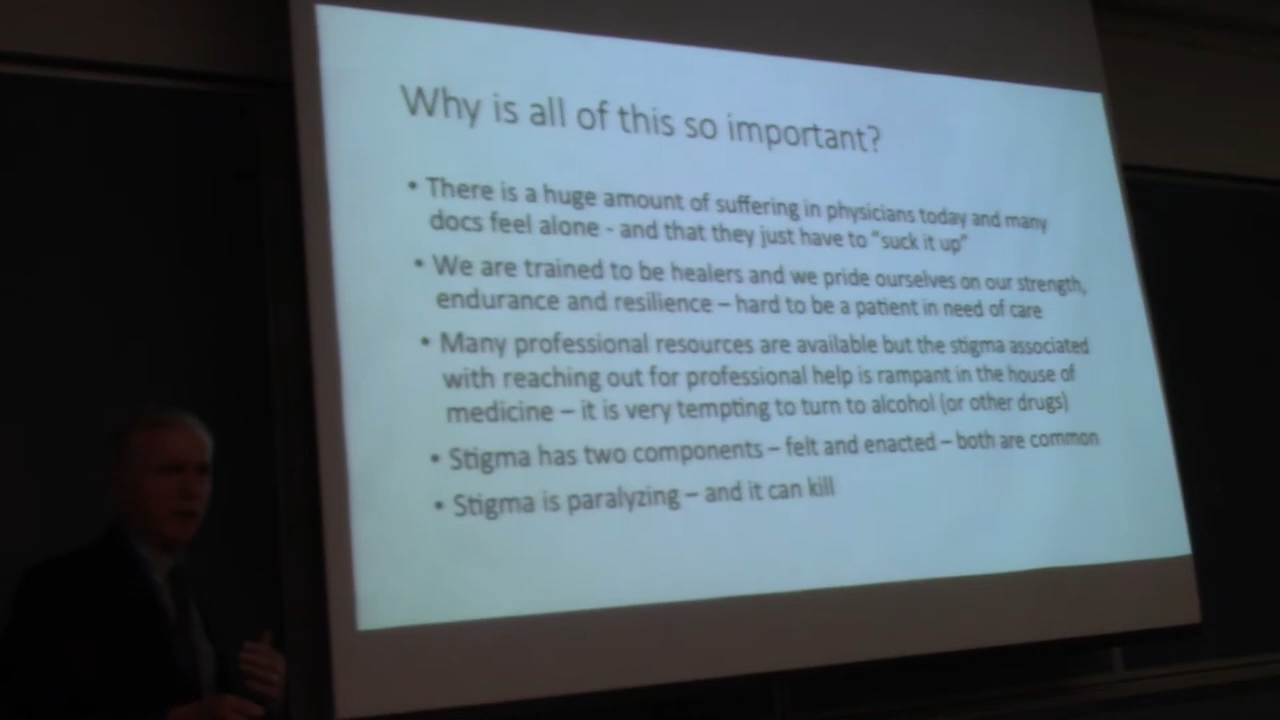 Why is all of this so important?
• There is a huge amount of suffering in physicians today and many
docs feel alone - and that they just have to "suck it up"
• We are trained to be healers and we pride ourselves on our strength,
endurance and resilience – hard to be a patient in need of care
• Many professional resources are available but the stigma associated
with reaching out for professional help is rampant in the house of
medicine – it is very tempting to turn to alcohol (or other drugs)
• Stigma has two components – felt and enacted – both are common
• Stigma is paralyzing – and it can kill